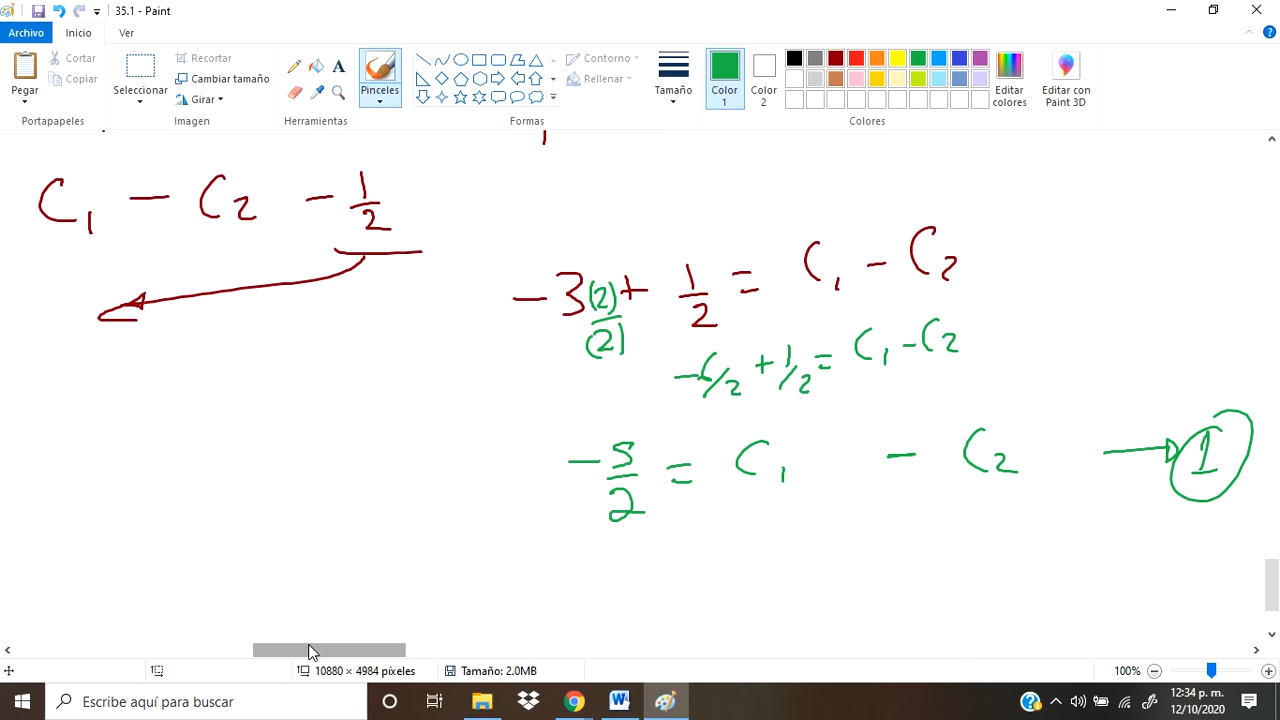 35.1 - Paint
Archivo Inicio Ver
Pegar
Cortar
Copiar
Portapapeles
Seleccionar
Recortar
Cambiar tamaño
Girar
Imagen
A
Herramientas
Pinceles
Contorno
Rellenar
Formas
Tamaño
Color 1
Color 2
Editar colores
Editar con Paint 3D
Colores
C₁ - C₂ - 1/2
-3 (2)/(2) + 1/2 = C₁ - C₂
-6/2 + 1/2 = C₁ - C₂
-5/2 = C₁ - C₂ → 1
10880 × 4984 píxeles
Tamaño: 2.0MB
100%
Escribe aquí para buscar
12:34 p. m.
12/10/2020